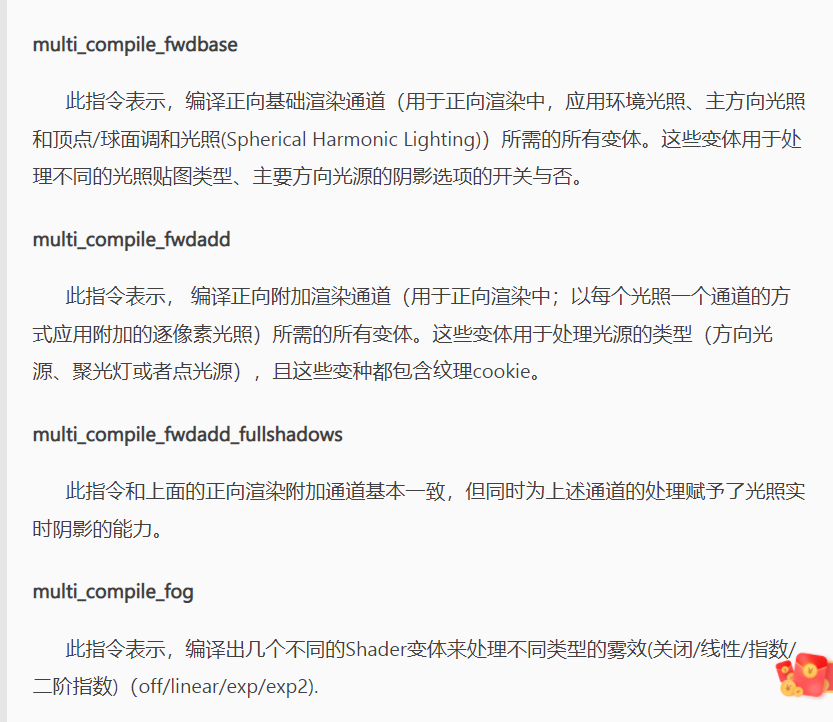 multi_compile_fwdbase
此指令表示，编译正向基础渲染通道（用于正向渲染中，应用环境光照、主方向光照
和顶点/球面调和光照(Spherical Harmonic Lighting)）所需的所有变体。这些变体用于处
理不同的光照贴图类型、主要方向光源的阴影选项的开关与否。
multi_compile_fwdadd
此指令表示， 编译正向附加渲染通道（用于正向渲染中；以每个光照一个通道的方
式应用附加的逐像素光照）所需的所有变体。这些变体用于处理光源的类型（方向光
源、聚光灯或者点光源），且这些变种都包含纹理cookie。
multi_compile_fwdadd_fullshadows
此指令和上面的正向渲染附加通道基本一致，但同时为上述通道的处理赋予了光照实
时阴影的能力。
multi_compile_fog
此指令表示，编译出几个不同的Shader变体来处理不同类型的雾效(关闭/线性/指数/
二阶指数)（off/linear/exp/exp2).